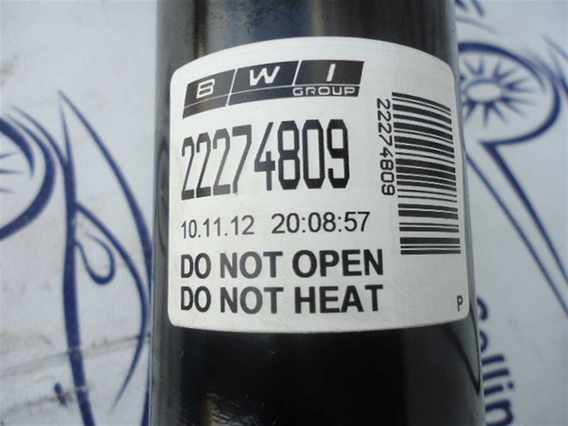 BWI
GROUP
22274809
22274809
10.11.12 20:08:57
DO NOT OPEN
DO NOT HEAT
P